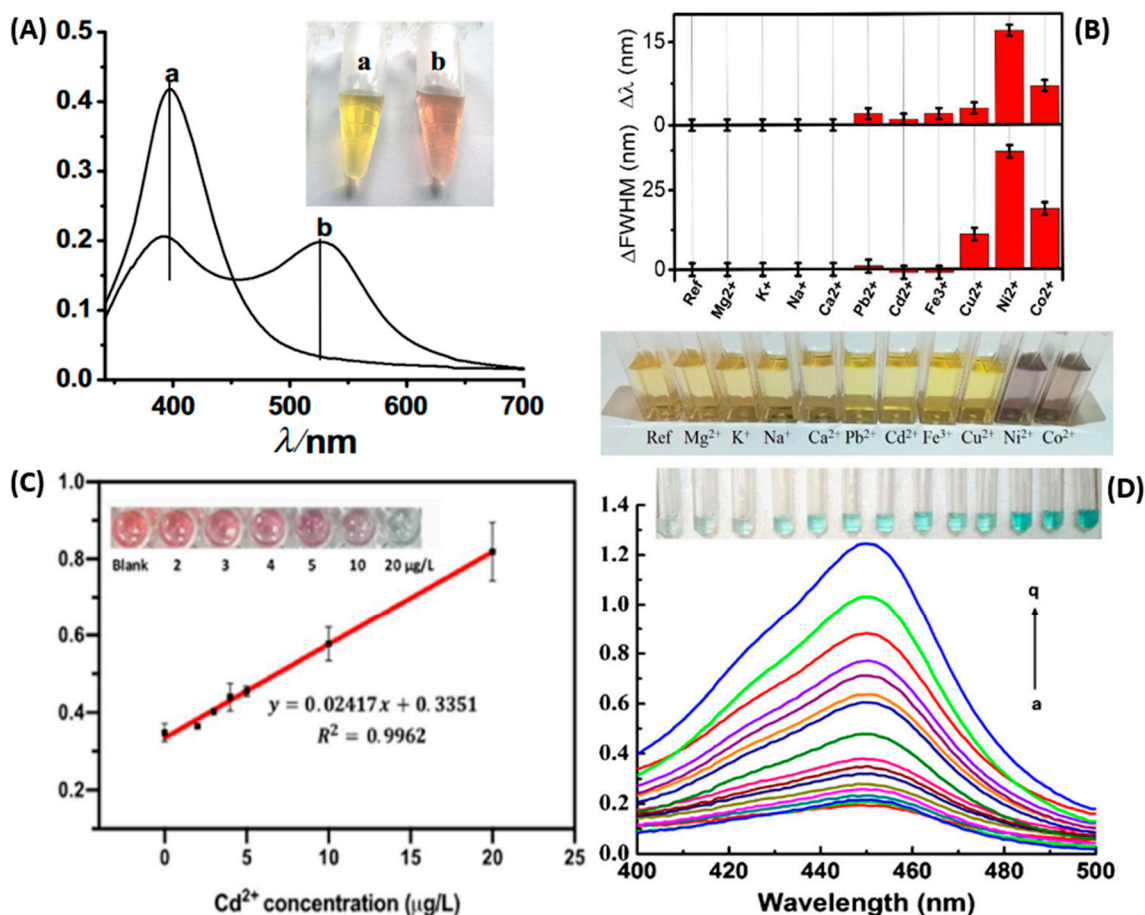 (A)
0.5
0.4
0.3
0.2
0.1
0.0
a
b
a
b
400
500
600
700
λ/nm
(B)
Δλ (nm)
15
0
ΔFWHM (nm)
25
0
Ref
Mg2+
K+
Na+
Ca2+
Pb2+
Cd2+
Fe3+
Cu2+
Ni2+
Co2+
Ref Mg²⁺ K⁺ Na⁺ Ca²⁺ Pb²⁺ Cd²⁺ Fe³⁺ Cu²⁺ Ni²⁺ Co²⁺
(C)
1.0
0.8
0.6
0.4
0.2
Blank 2 3 4 5 10 20 µg/L
y = 0.02417x + 0.3351
R² = 0.9962
0 5 10 15 20 25
Cd²⁺ concentration (µg/L)
(D)
1.4
1.2
1.0
0.8
0.6
0.4
0.2
0.0
q
a
400 420 440 460 480 500
Wavelength (nm)